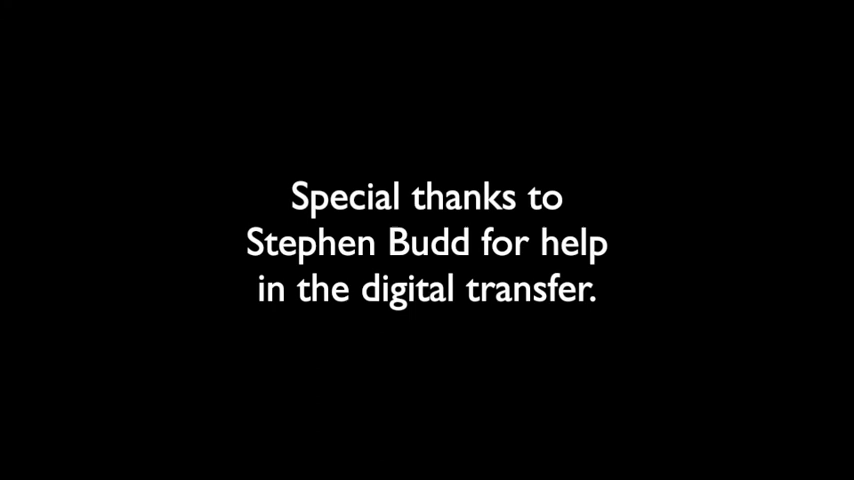 Special thanks to
Stephen Budd for help
in the digital transfer.